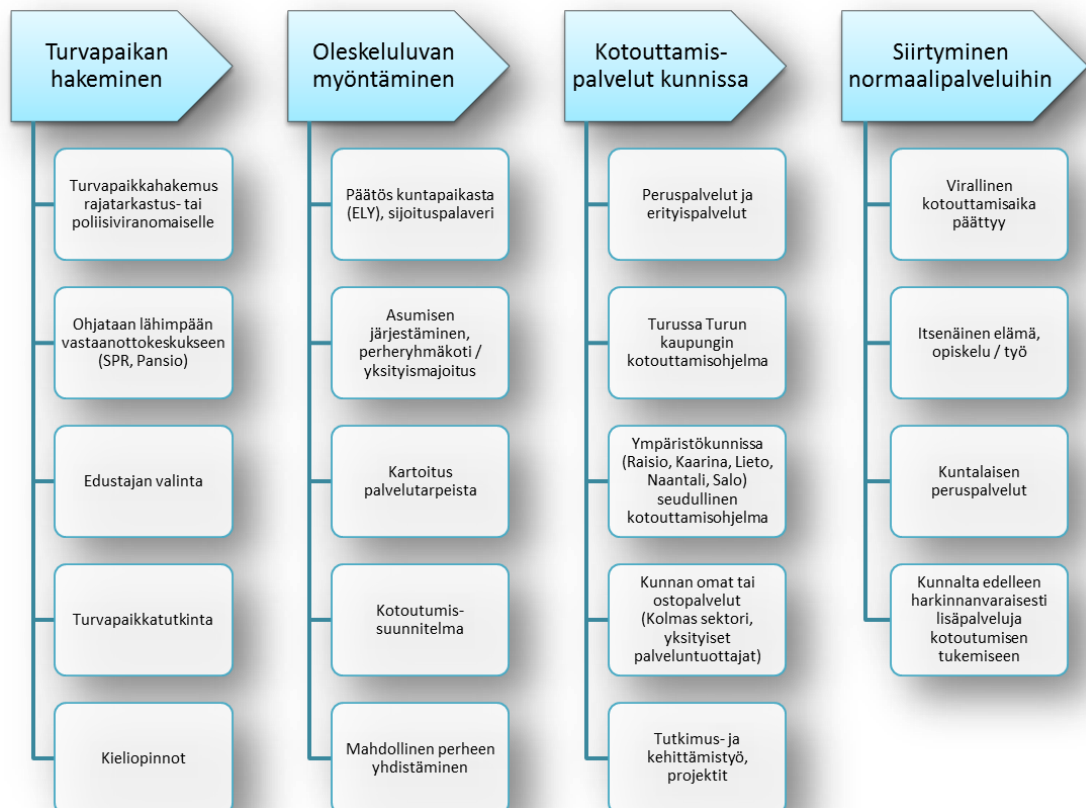 Turvapaikan
hakeminen
Turvapaikkahakemus
rajatarkastus- tai
poliisiviranomaiselle
Ohjataan lähimpään
vastaanottokeskukseen
(SPR, Pansio)
Edustajan valinta
Turvapaikkatutkinta
Kieliopinnot
Oleskeluluvan
myöntäminen
Päätös kuntapaikasta
(ELY), sijoituspalaveri
Asumisen
järjestäminen,
perheryhmäkoti /
yksityismajoitus
Kartoitus
palvelutarpeista
Kotoutumis-
suunnitelma
Mahdollinen perheen
yhdistäminen
Kotouttamis-
palvelut kunnissa
Peruspalvelut ja
erityispalvelut
Turussa Turun
kaupungin
kotouttamisohjelma
Ympäristökunnissa
(Raisio, Kaarina, Lieto,
Naantali, Salo)
seudullinen
kotouttamisohjelma
Kunnan omat tai
ostopalvelut
(Kolmas sektori,
yksityiset
palveluntuottajat)
Tutkimus- ja
kehittämistyö,
projektit
Siirtyminen
normaalipalveluihin
Virallinen
kotouttamisaika
päättyy
Itsenäinen elämä,
opiskelu / työ
Kuntalaisen
peruspalvelut
Kunnalta edelleen
harkinnanvaraisesti
lisäpalveluja
kotoutumisen
tukemiseen